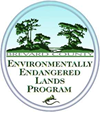 BREVARD COUNTY
ENVIRONMENTALLY
ENDANGERED
LANDS
PROGRAM